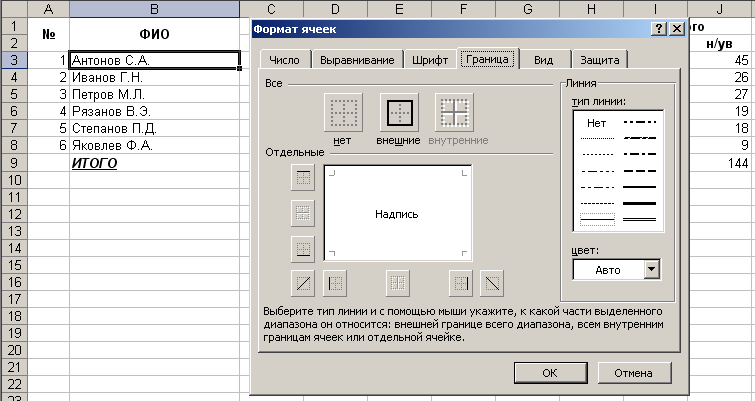 A B C D E F G H I J
1 № ФИО ого
2 н/ув
3 1 Антонов С.А. 45
4 2 Иванов Г.Н. 26
5 3 Петров М.Л. 27
6 4 Рязанов В.Э. 19
7 5 Степанов П.Д. 18
8 6 Яковлев Ф.А. 9
9 ИТОГО 144
10
11
12
13
14
15
16
17
18
19
20
21
22
23
Формат ячеек
Число Выравнивание Шрифт Граница Вид Защита
Все
нет внешние внутренние
Отдельные
Надпись
Линия
тип линии:
Нет
цвет:
Авто
Выберите тип линии и с помощью мыши укажите, к какой части выделенного
диапазона он относится: внешней границе всего диапазона, всем внутренним
границам ячеек или отдельной ячейке.
ОК Отмена